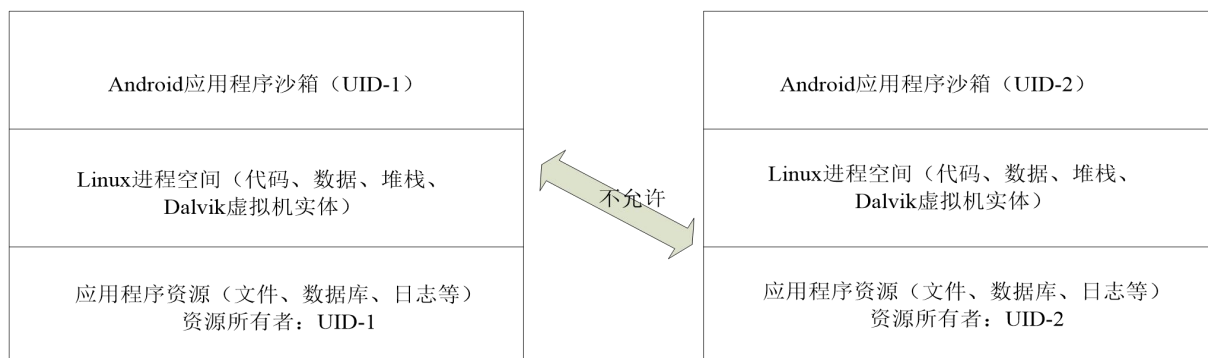 Android应用程序沙箱（UID-1）
Linux进程空间（代码、数据、堆栈、
Dalvik虚拟机实体）
应用程序资源（文件、数据库、日志等）
资源所有者：UID-1
不允许
Android应用程序沙箱（UID-2）
Linux进程空间（代码、数据、堆栈、
Dalvik虚拟机实体）
应用程序资源（文件、数据库、日志等）
资源所有者：UID-2